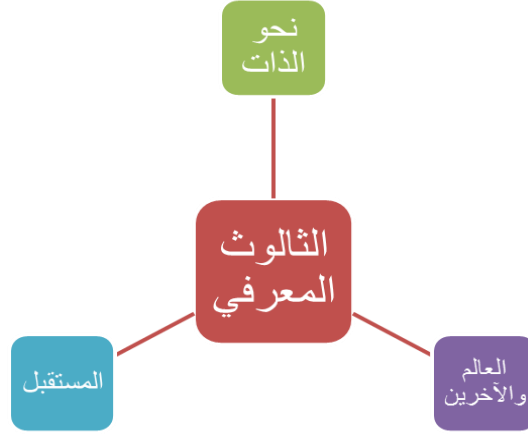 نحو
الذات
الثالوث
المعرفي
العالم
والآخرين
المستقبل